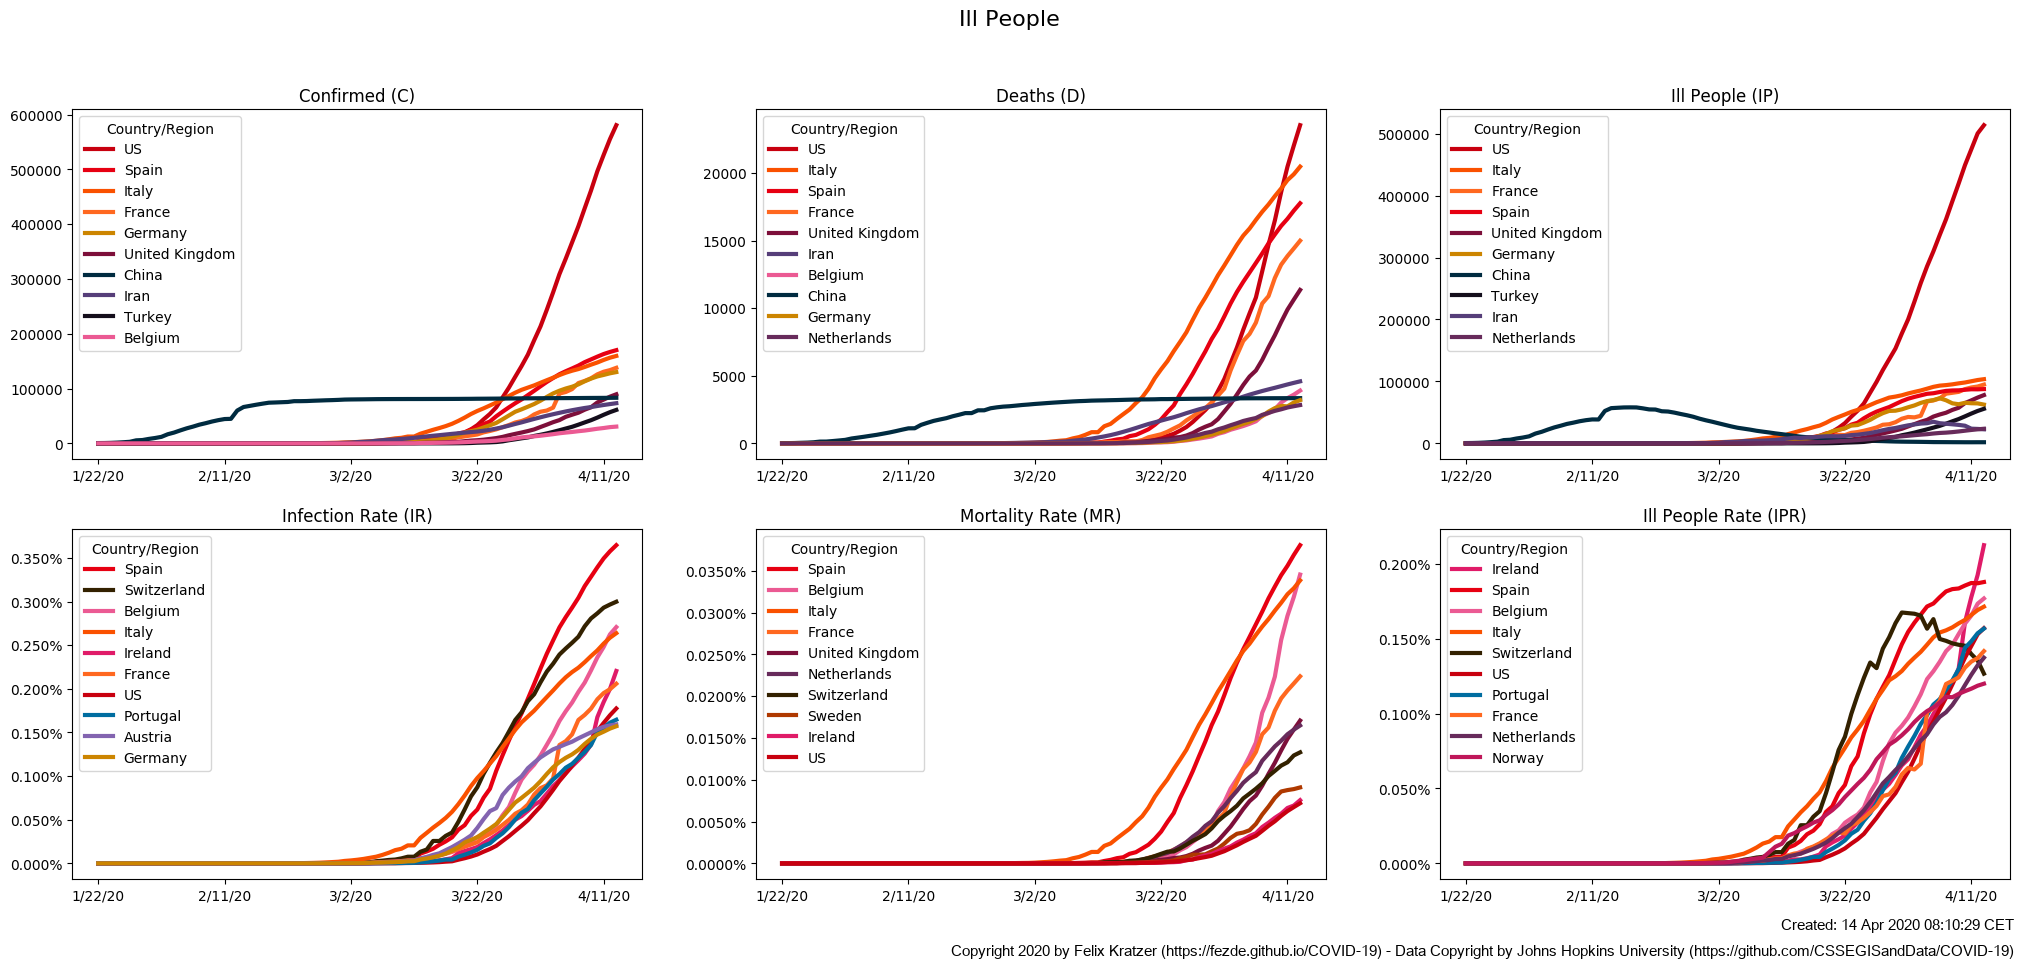 Ill People
Confirmed (C)
600000
500000
400000
300000
200000
100000
0
Country/Region
US
Spain
Italy
France
Germany
United Kingdom
China
Iran
Turkey
Belgium
1/22/20 2/11/20 3/2/20 3/22/20 4/11/20
Deaths (D)
20000
15000
10000
5000
0
Country/Region
US
Italy
Spain
France
United Kingdom
Iran
Belgium
China
Germany
Netherlands
1/22/20 2/11/20 3/2/20 3/22/20 4/11/20
Ill People (IP)
500000
400000
300000
200000
100000
0
Country/Region
US
Italy
France
Spain
United Kingdom
Germany
China
Turkey
Iran
Netherlands
1/22/20 2/11/20 3/2/20 3/22/20 4/11/20
Infection Rate (IR)
0.350%
0.300%
0.250%
0.200%
0.150%
0.100%
0.050%
0.000%
Country/Region
Spain
Switzerland
Belgium
Italy
Ireland
France
US
Portugal
Austria
Germany
1/22/20 2/11/20 3/2/20 3/22/20 4/11/20
Mortality Rate (MR)
0.0350%
0.0300%
0.0250%
0.0200%
0.0150%
0.0100%
0.0050%
0.0000%
Country/Region
Spain
Belgium
Italy
France
United Kingdom
Netherlands
Switzerland
Sweden
Ireland
US
1/22/20 2/11/20 3/2/20 3/22/20 4/11/20
Ill People Rate (IPR)
0.200%
0.150%
0.100%
0.050%
0.000%
Country/Region
Ireland
Spain
Belgium
Italy
Switzerland
US
Portugal
France
Netherlands
Norway
1/22/20 2/11/20 3/2/20 3/22/20 4/11/20
Created: 14 Apr 2020 08:10:29 CET
Copyright 2020 by Felix Kratzer (https://fezde.github.io/COVID-19) - Data Copyright by Johns Hopkins University (https://github.com/CSSEGISandData/COVID-19)